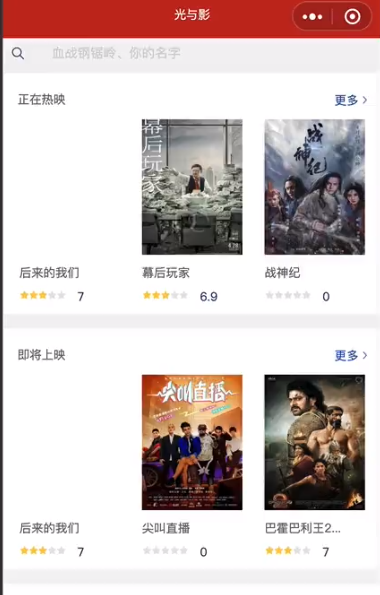 光与影
血战钢锯岭、你的名字
正在热映
更多
幕后玩家
战神纪
后来的我们
幕后玩家
战神纪
7
6.9
0
即将上映
更多
尖叫直播
后来的我们
尖叫直播
巴霍巴利王2...
7
0
7